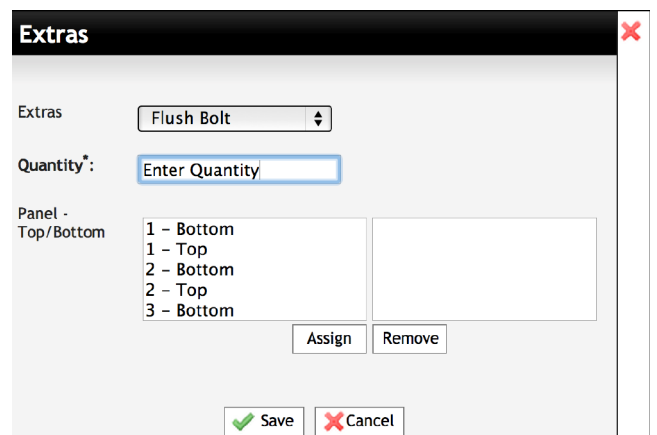 Extras
Extras
Flush Bolt
Quantity*:
Enter Quantity
Panel -
Top/Bottom
1 – Bottom
1 – Top
2 – Bottom
2 – Top
3 – Bottom
Assign
Remove
Save
Cancel